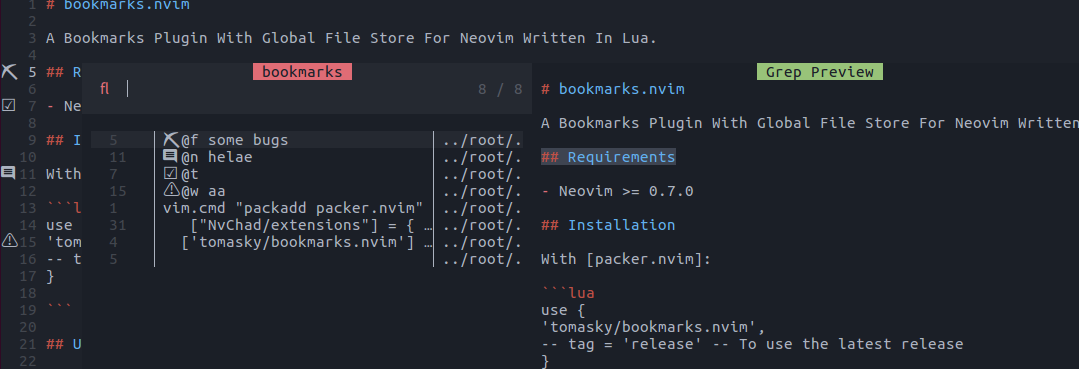 1 # bookmarks.nvim
2
3 A Bookmarks Plugin With Global File Store For Neovim Written In Lua.
4
5 ## R
6
7 - Ne
8
9 ## I
10
11 With
12
13 ```l
14 use
15 'tom
16 -- t
17 }
18
19 ```
20
21 ## U
22
bookmarks
8 / 8
5 @f some bugs ../root/.
11 @n helae ../root/.
7 @t ../root/.
15 @w aa ../root/.
1 vim.cmd "packadd packer.nvim" ../root/.
31 ["NvChad/extensions"] = { … ../root/.
4 ['tomasky/bookmarks.nvim'] … ../root/.
5 ../root/.
Grep Preview
# bookmarks.nvim
A Bookmarks Plugin With Global File Store For Neovim Written
## Requirements
- Neovim >= 0.7.0
## Installation
With [packer.nvim]:
```lua
use {
'tomasky/bookmarks.nvim',
-- tag = 'release' -- To use the latest release
}